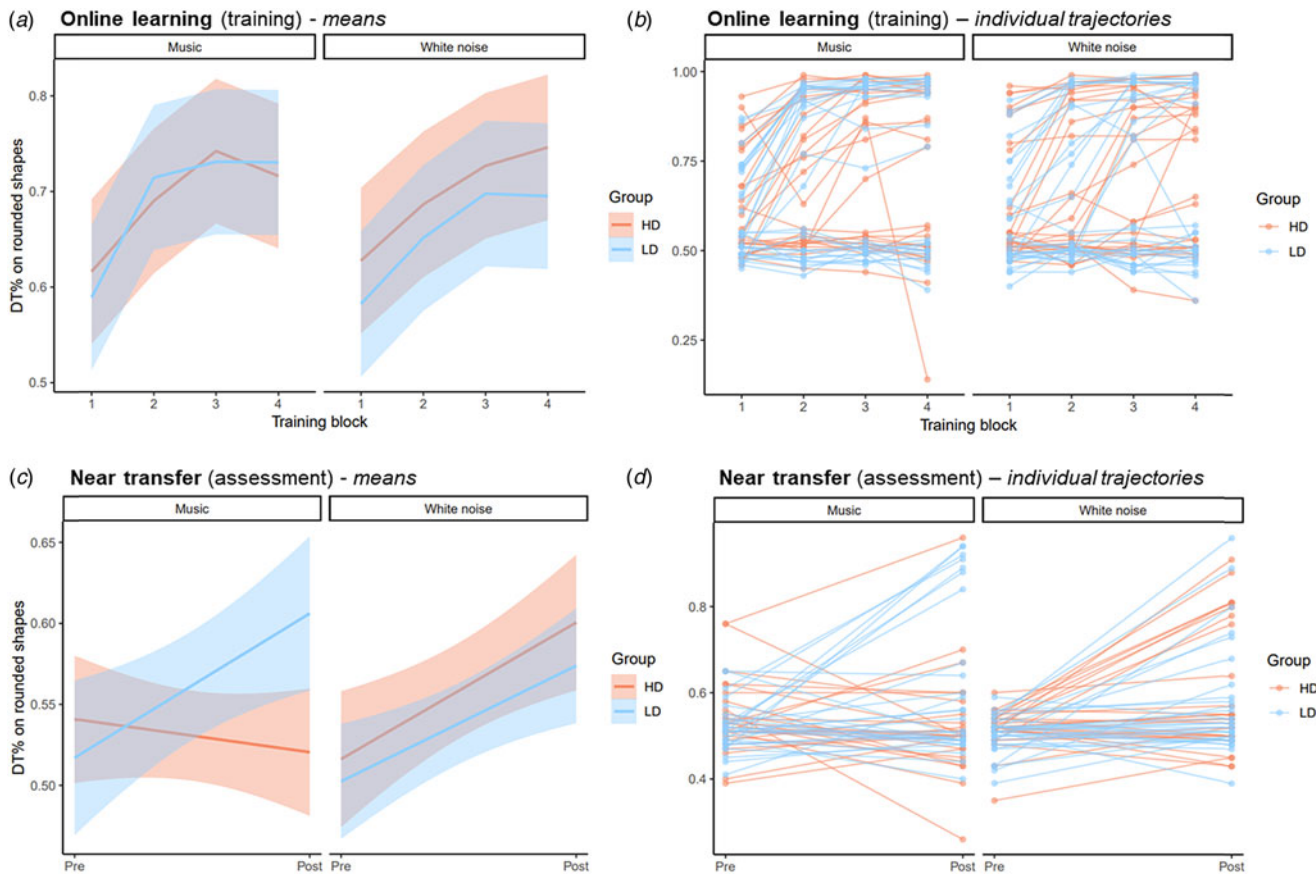 (a) Online learning (training) - means
Music
White noise
DT% on rounded shapes
0.8
0.7
0.6
0.5
1 2 3 4 1 2 3 4
Training block
Group
HD
LD
(b) Online learning (training) – individual trajectories
Music
White noise
1.00
0.75
0.50
0.25
1 2 3 4 1 2 3 4
Training block
Group
HD
LD
(c) Near transfer (assessment) - means
Music
White noise
DT% on rounded shapes
0.65
0.60
0.55
0.50
Pre Post Pre Post
Group
HD
LD
(d) Near transfer (assessment) – individual trajectories
Music
White noise
0.8
0.6
0.4
Pre Post Pre Post
Group
HD
LD